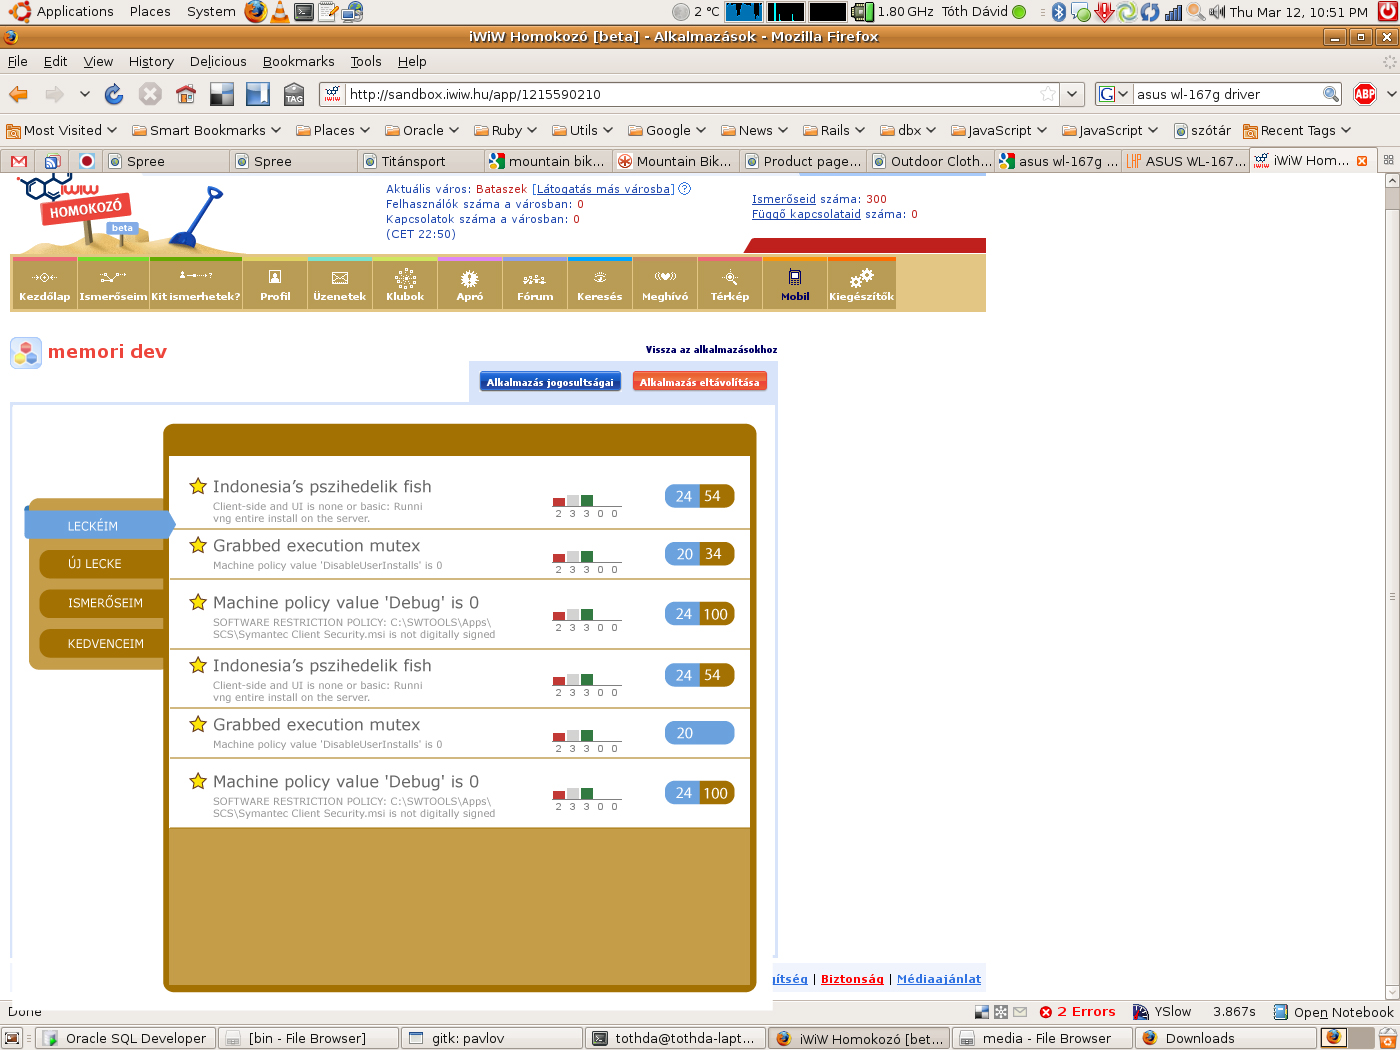 Applications Places System 2 °C 1.80 GHz Tóth Dávid Thu Mar 12, 10:51 PM
iWiW Homokozó [beta] - Alkalmazások - Mozilla Firefox
File Edit View History Delicious Bookmarks Tools Help
TAG iWiW http://sandbox.iwiw.hu/app/1215590210 G asus wl-167g driver ABP
Most Visited Smart Bookmarks Places Oracle Ruby Utils Google News Rails dbx JavaScript JavaScript szótár Recent Tags
Spree Spree Titánsport mountain bik... Mountain Bik... Product page... Outdoor Cloth... asus wl-167g ... ASUS WL-167... iWiW Hom...
iWiW
HOMOKOZÓ
beta
Aktuális város: Bataszek [Látogatás más városba] ?
Felhasználók száma a városban: 0
Kapcsolatok száma a városban: 0
(CET 22:50)
Ismerőseid száma: 300
Függő kapcsolataid száma: 0
Kezdőlap Ismerőseim Kit ismerhetek? Profil Üzenetek Klubok Apró Fórum Keresés Meghívó Térkép Mobil Kiegészítők
memori dev
Vissza az alkalmazásokhoz
Alkalmazás jogosultságai Alkalmazás eltávolítása
LECKÉIM
ÚJ LECKE
ISMERŐSEIM
KEDVENCEIM
Indonesia's pszihedelik fish
Client-side and UI is none or basic: Runni
vng entire install on the server.
2 3 3 0 0
24 54
Grabbed execution mutex
Machine policy value 'DisableUserInstalls' is 0
2 3 3 0 0
20 34
Machine policy value 'Debug' is 0
SOFTWARE RESTRICTION POLICY: C:\SWTOOLS\Apps\
SCS\Symantec Client Security.msi is not digitally signed
2 3 3 0 0
24 100
Indonesia's pszihedelik fish
Client-side and UI is none or basic: Runni
vng entire install on the server.
2 3 3 0 0
24 54
Grabbed execution mutex
Machine policy value 'DisableUserInstalls' is 0
2 3 3 0 0
20
Machine policy value 'Debug' is 0
SOFTWARE RESTRICTION POLICY: C:\SWTOOLS\Apps\
SCS\Symantec Client Security.msi is not digitally signed
2 3 3 0 0
24 100
gítség | Biztonság | Médiaajánlat
Done 2 Errors YSlow 3.867s Open Notebook
Oracle SQL Developer [bin - File Browser] gitk: pavlov tothda@tothda-lapt... iWiW Homokozó [bet... media - File Browser Downloads